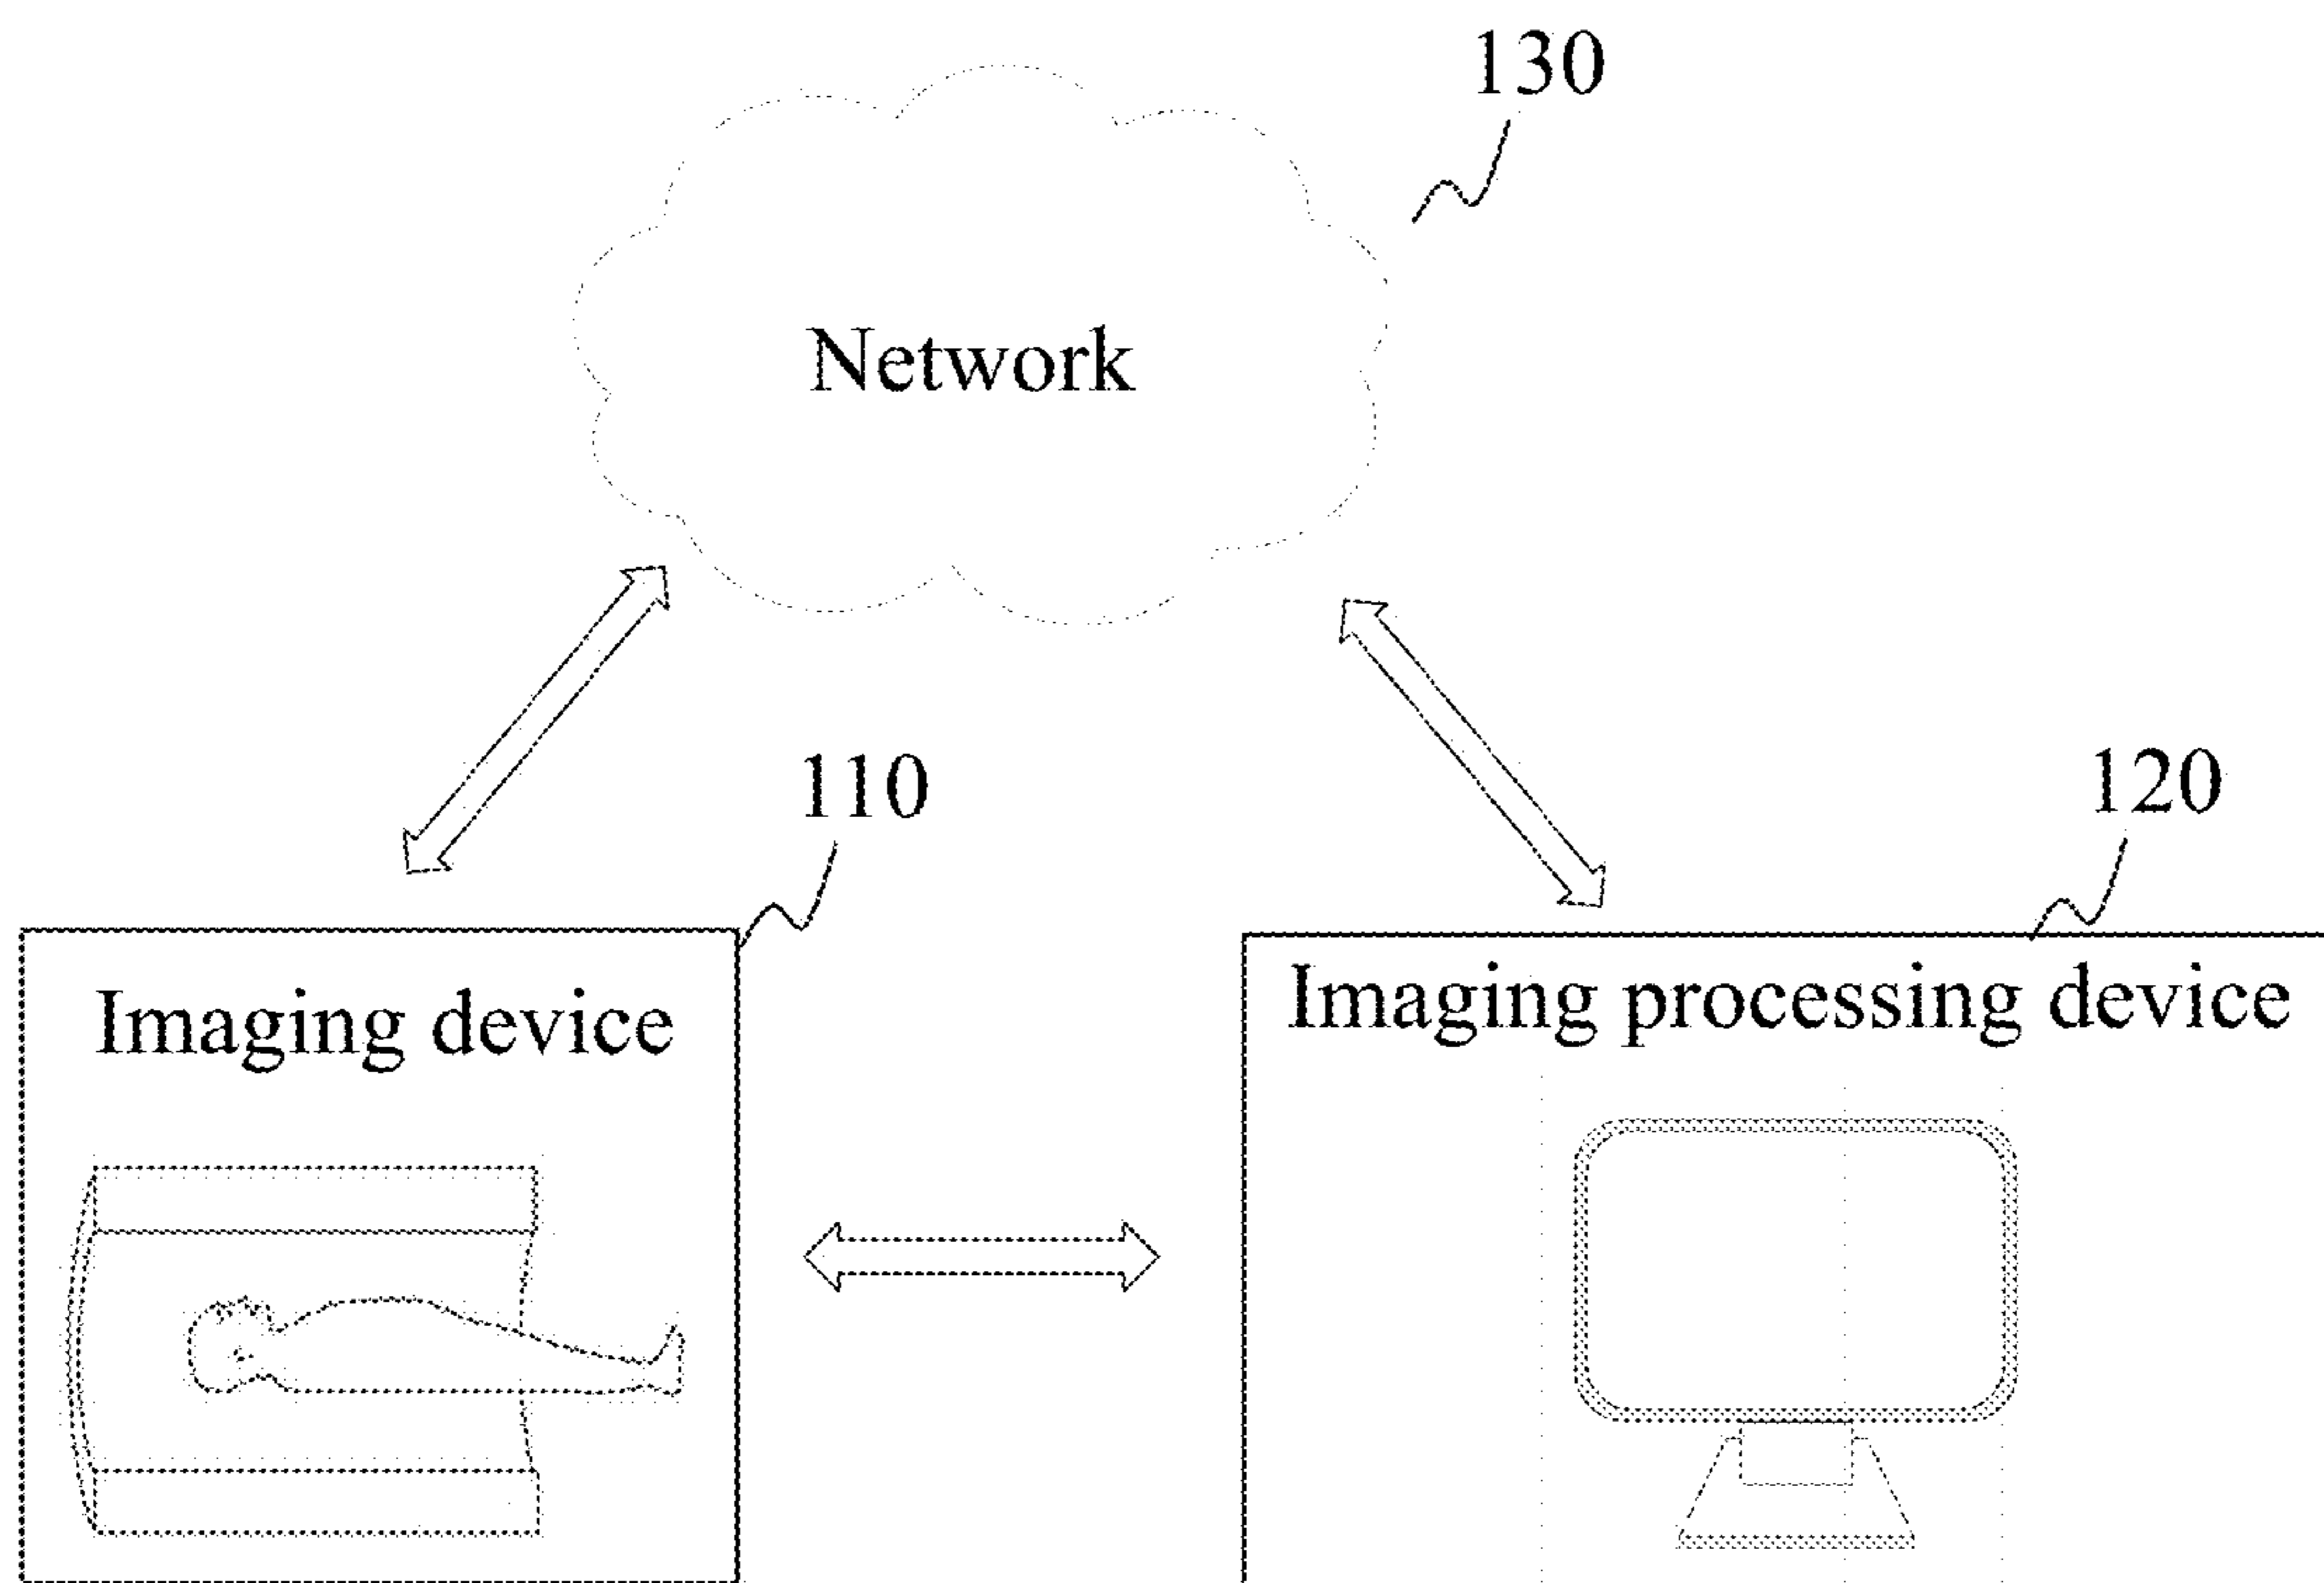 130
Network
110
120
Imaging device
Imaging processing device